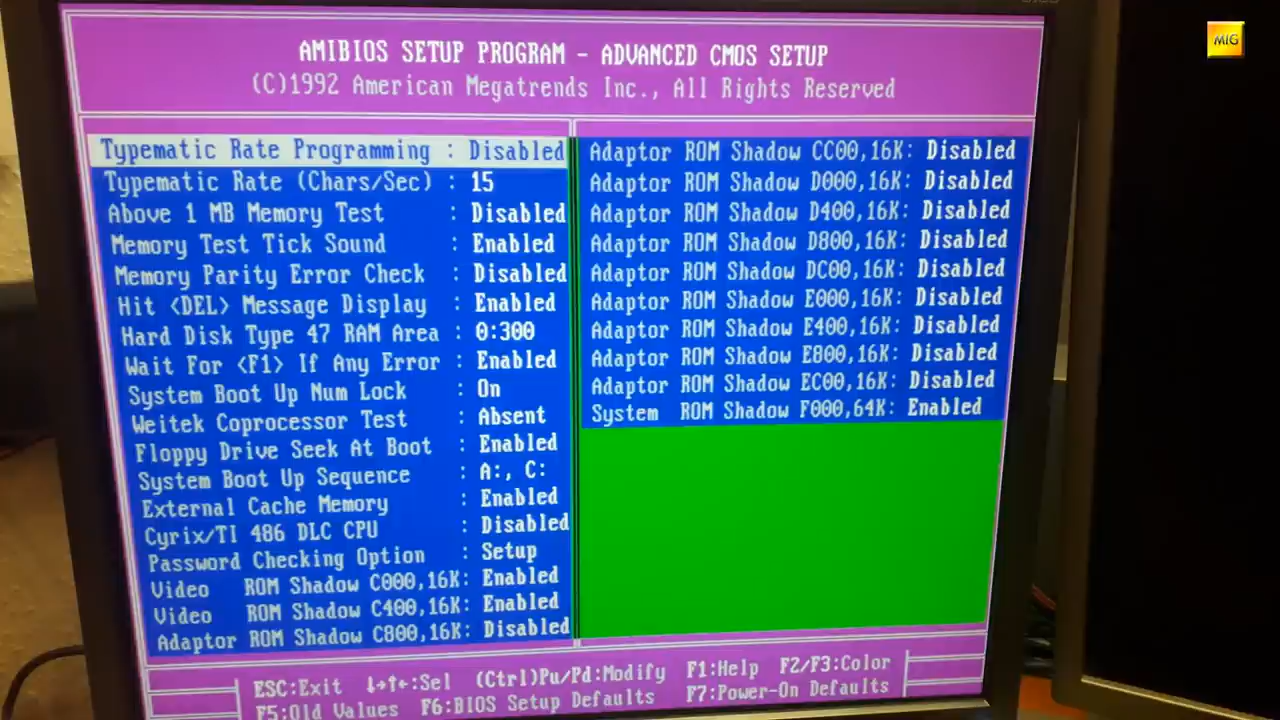 AMIBIOS SETUP PROGRAM - ADVANCED CMOS SETUP
(C)1992 American Megatrends Inc., All Rights Reserved
Typematic Rate Programming : Disabled
Typematic Rate (Chars/Sec) : 15
Above 1 MB Memory Test : Disabled
Memory Test Tick Sound : Enabled
Memory Parity Error Check : Disabled
Hit <DEL> Message Display : Enabled
Hard Disk Type 47 RAM Area : 0:300
Wait For <F1> If Any Error : Enabled
System Boot Up Num Lock : On
Weitek Coprocessor Test : Absent
Floppy Drive Seek At Boot : Enabled
System Boot Up Sequence : A:, C:
External Cache Memory : Enabled
Cyrix/TI 486 DLC CPU : Disabled
Password Checking Option : Setup
Video ROM Shadow C000,16K: Enabled
Video ROM Shadow C400,16K: Enabled
Adaptor ROM Shadow C800,16K: Disabled
Adaptor ROM Shadow CC00,16K: Disabled
Adaptor ROM Shadow D000,16K: Disabled
Adaptor ROM Shadow D400,16K: Disabled
Adaptor ROM Shadow D800,16K: Disabled
Adaptor ROM Shadow DC00,16K: Disabled
Adaptor ROM Shadow E000,16K: Disabled
Adaptor ROM Shadow E400,16K: Disabled
Adaptor ROM Shadow E800,16K: Disabled
Adaptor ROM Shadow EC00,16K: Disabled
System ROM Shadow F000,64K: Enabled
ESC:Exit ↓→↑←:Sel (Ctrl)Pu/Pd:Modify F1:Help F2/F3:Color
F5:Old Values F6:BIOS Setup Defaults F7:Power-On Defaults
MIG